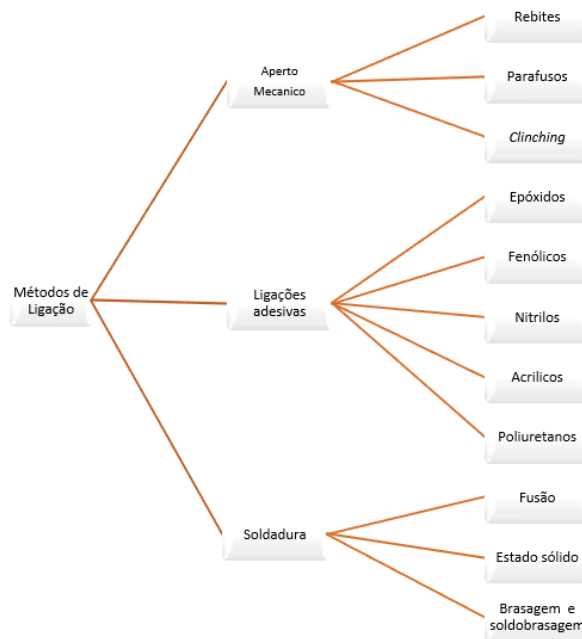 Métodos de
Ligação
Aperto
Mecanico
Rebites
Parafusos
Clinching
Ligações
adesivas
Epóxidos
Fenólicos
Nitrilos
Acrilicos
Poliuretanos
Soldadura
Fusão
Estado sólido
Brasagem e
soldobrasagem